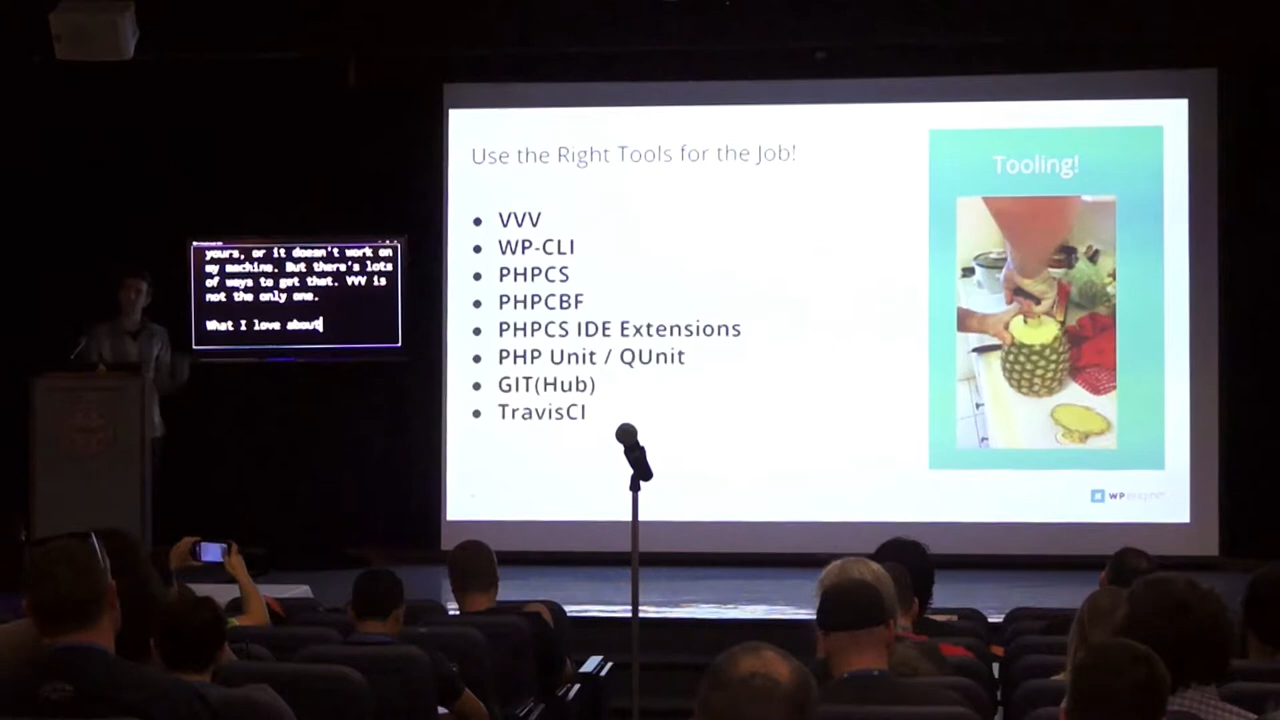 yours, or it doesn't work on
my machine. But there's lots
of ways to get that. VVV is
not the only one.
What I love about
Use the Right Tools for the Job!
● VVV
● WP-CLI
● PHPCS
● PHPCBF
● PHPCS IDE Extensions
● PHP Unit / QUnit
● GIT(Hub)
● TravisCI
Tooling!
WP engine